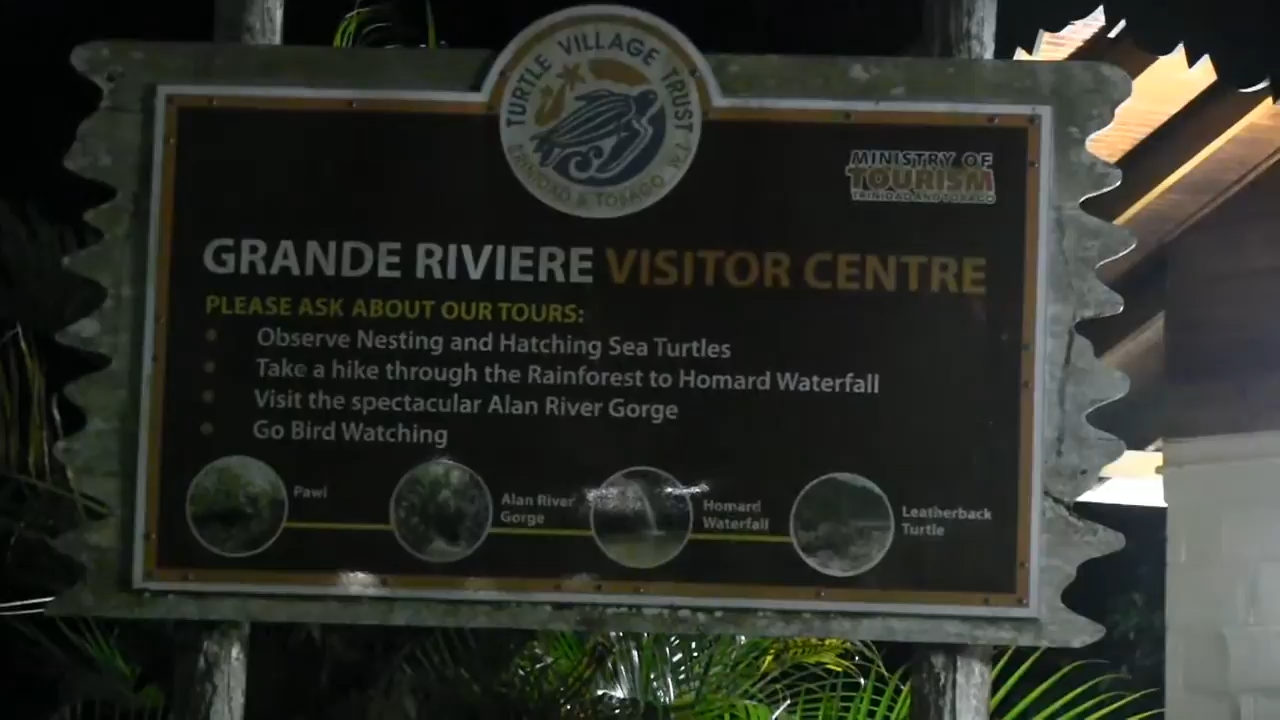 TURTLE VILLAGE TRUST
TRINIDAD & TOBAGO W.I.
MINISTRY OF
TOURISM
TRINIDAD AND TOBAGO
GRANDE RIVIERE VISITOR CENTRE
PLEASE ASK ABOUT OUR TOURS:
• Observe Nesting and Hatching Sea Turtles
• Take a hike through the Rainforest to Homard Waterfall
• Visit the spectacular Alan River Gorge
• Go Bird Watching
Pawi
Alan River
Gorge
Homard
Waterfall
Leatherback
Turtle